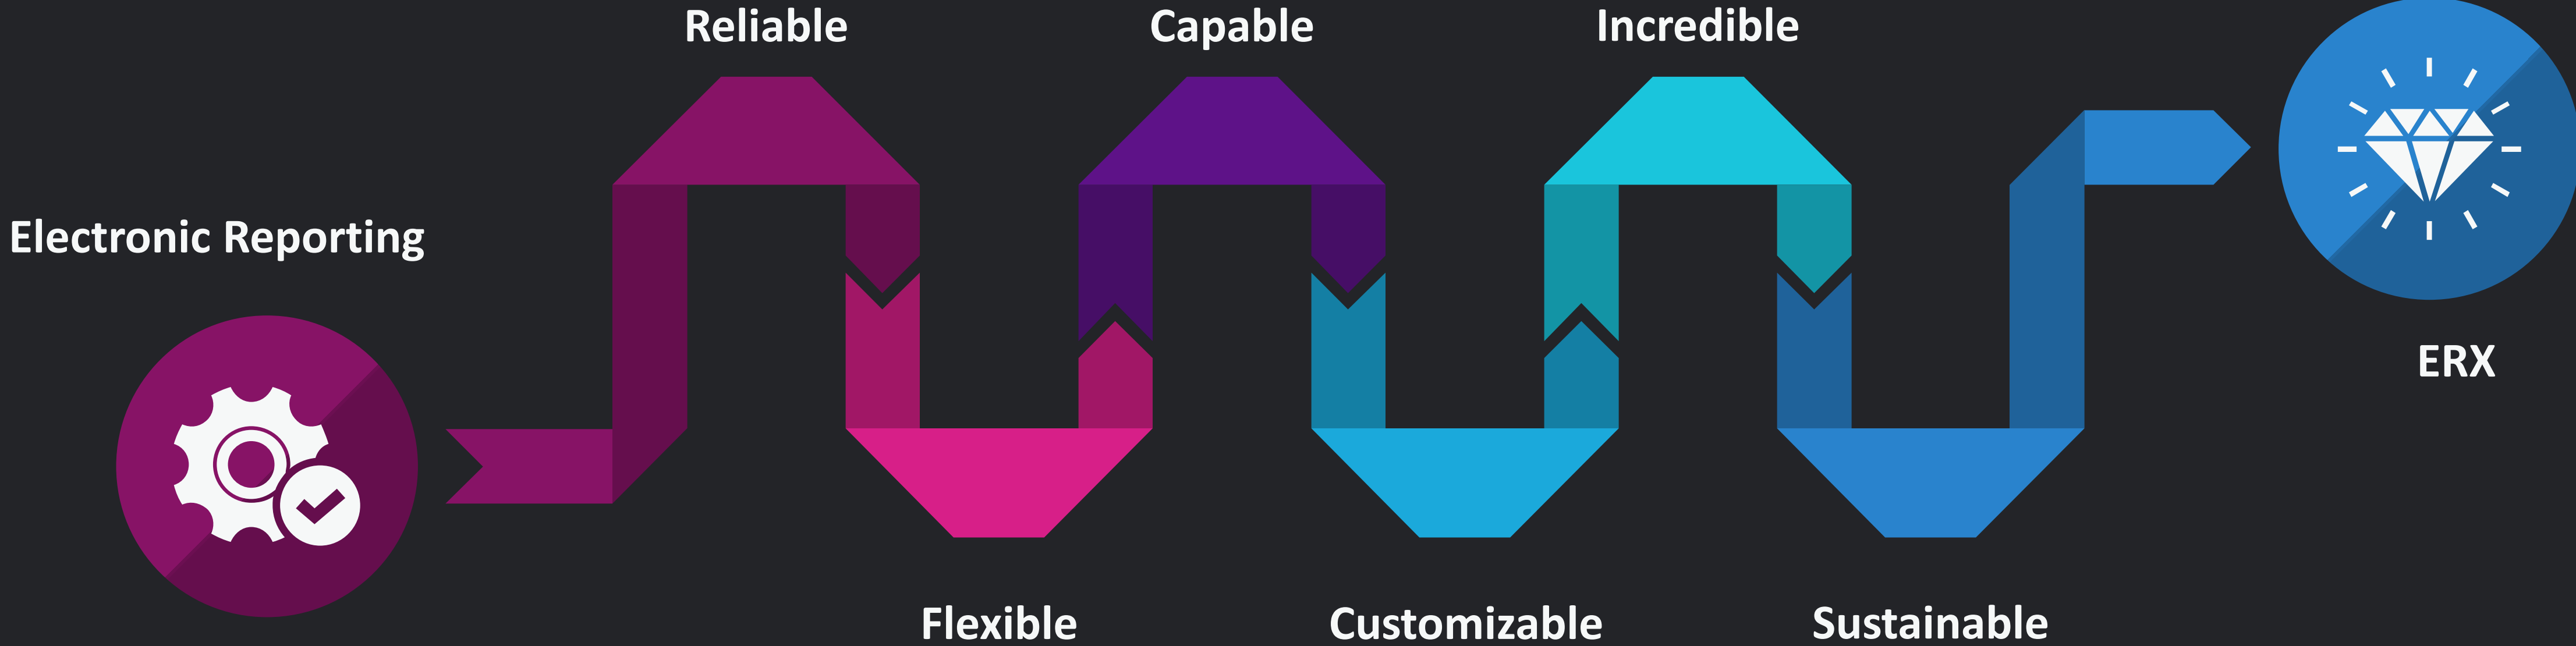 Reliable
Capable
Incredible
Electronic Reporting
ERX
Flexible
Customizable
Sustainable